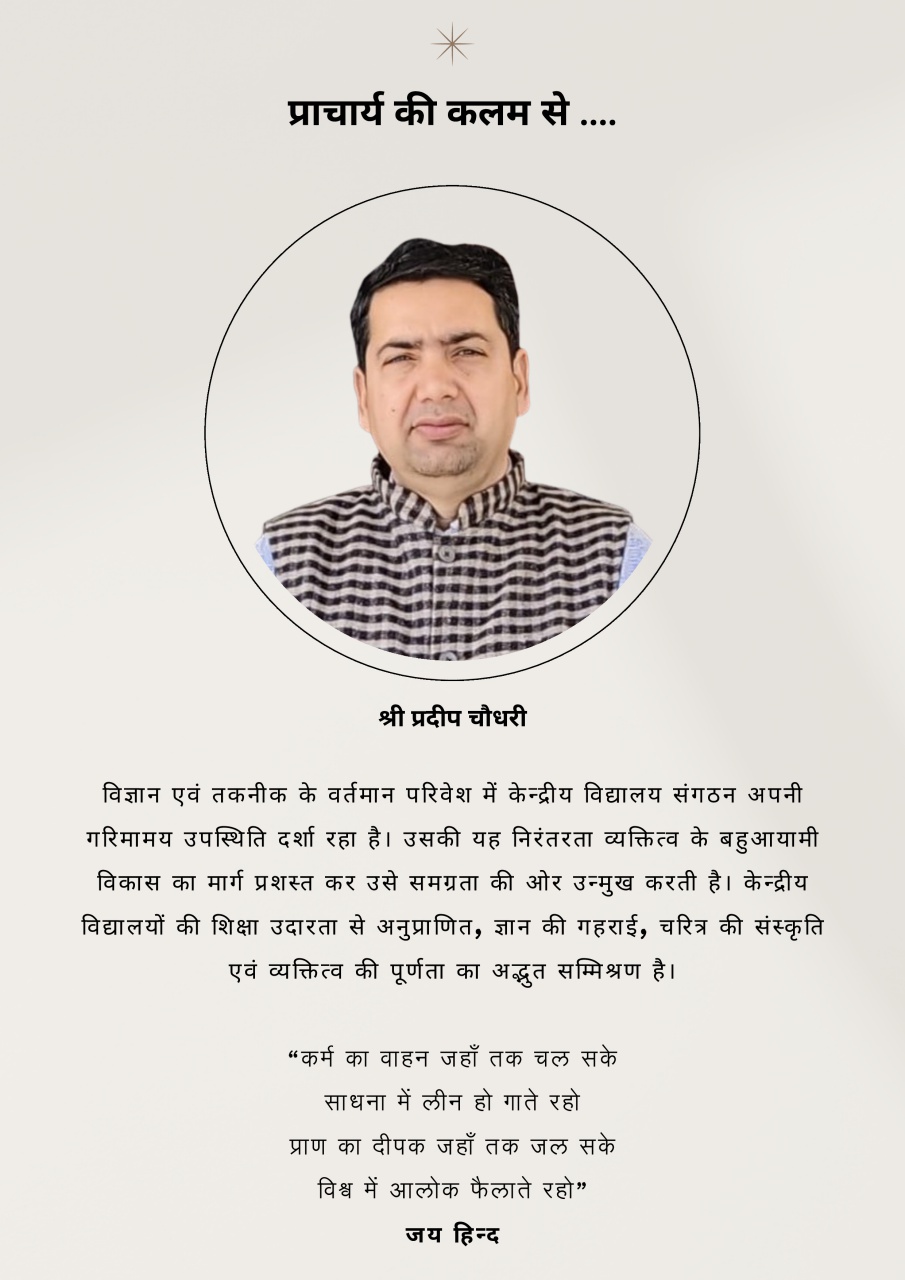 प्राचार्य की कलम से ....
श्री प्रदीप चौधरी
विज्ञान एवं तकनीक के वर्तमान परिवेश में केन्द्रीय विद्यालय संगठन अपनी
गरिमामय उपस्थिति दर्शा रहा है। उसकी यह निरंतरता व्यक्तित्व के बहुआयामी
विकास का मार्ग प्रशस्त कर उसे समग्रता की ओर उन्मुख करती है। केन्द्रीय
विद्यालयों की शिक्षा उदारता से अनुप्राणित, ज्ञान की गहराई, चरित्र की संस्कृति
एवं व्यक्तित्व की पूर्णता का अद्भुत सम्मिश्रण है।
“कर्म का वाहन जहाँ तक चल सके
साधना में लीन हो गाते रहो
प्राण का दीपक जहाँ तक जल सके
विश्व में आलोक फैलाते रहो”
जय हिन्द